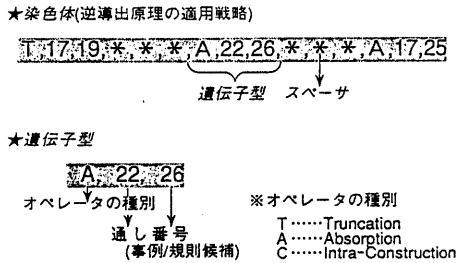 ★染色体(逆導出原理の適用戦略)
T,17,19,*,*,*,A,22,26,*,*,*,A,17,25
遺伝子型 スペーサ
★遺伝子型
A, 22, 26
オペレータの種別
通し番号
(事例/規則候補)
※オペレータの種別
T ……Truncation
A ……Absorption
C ……Intra-Construction